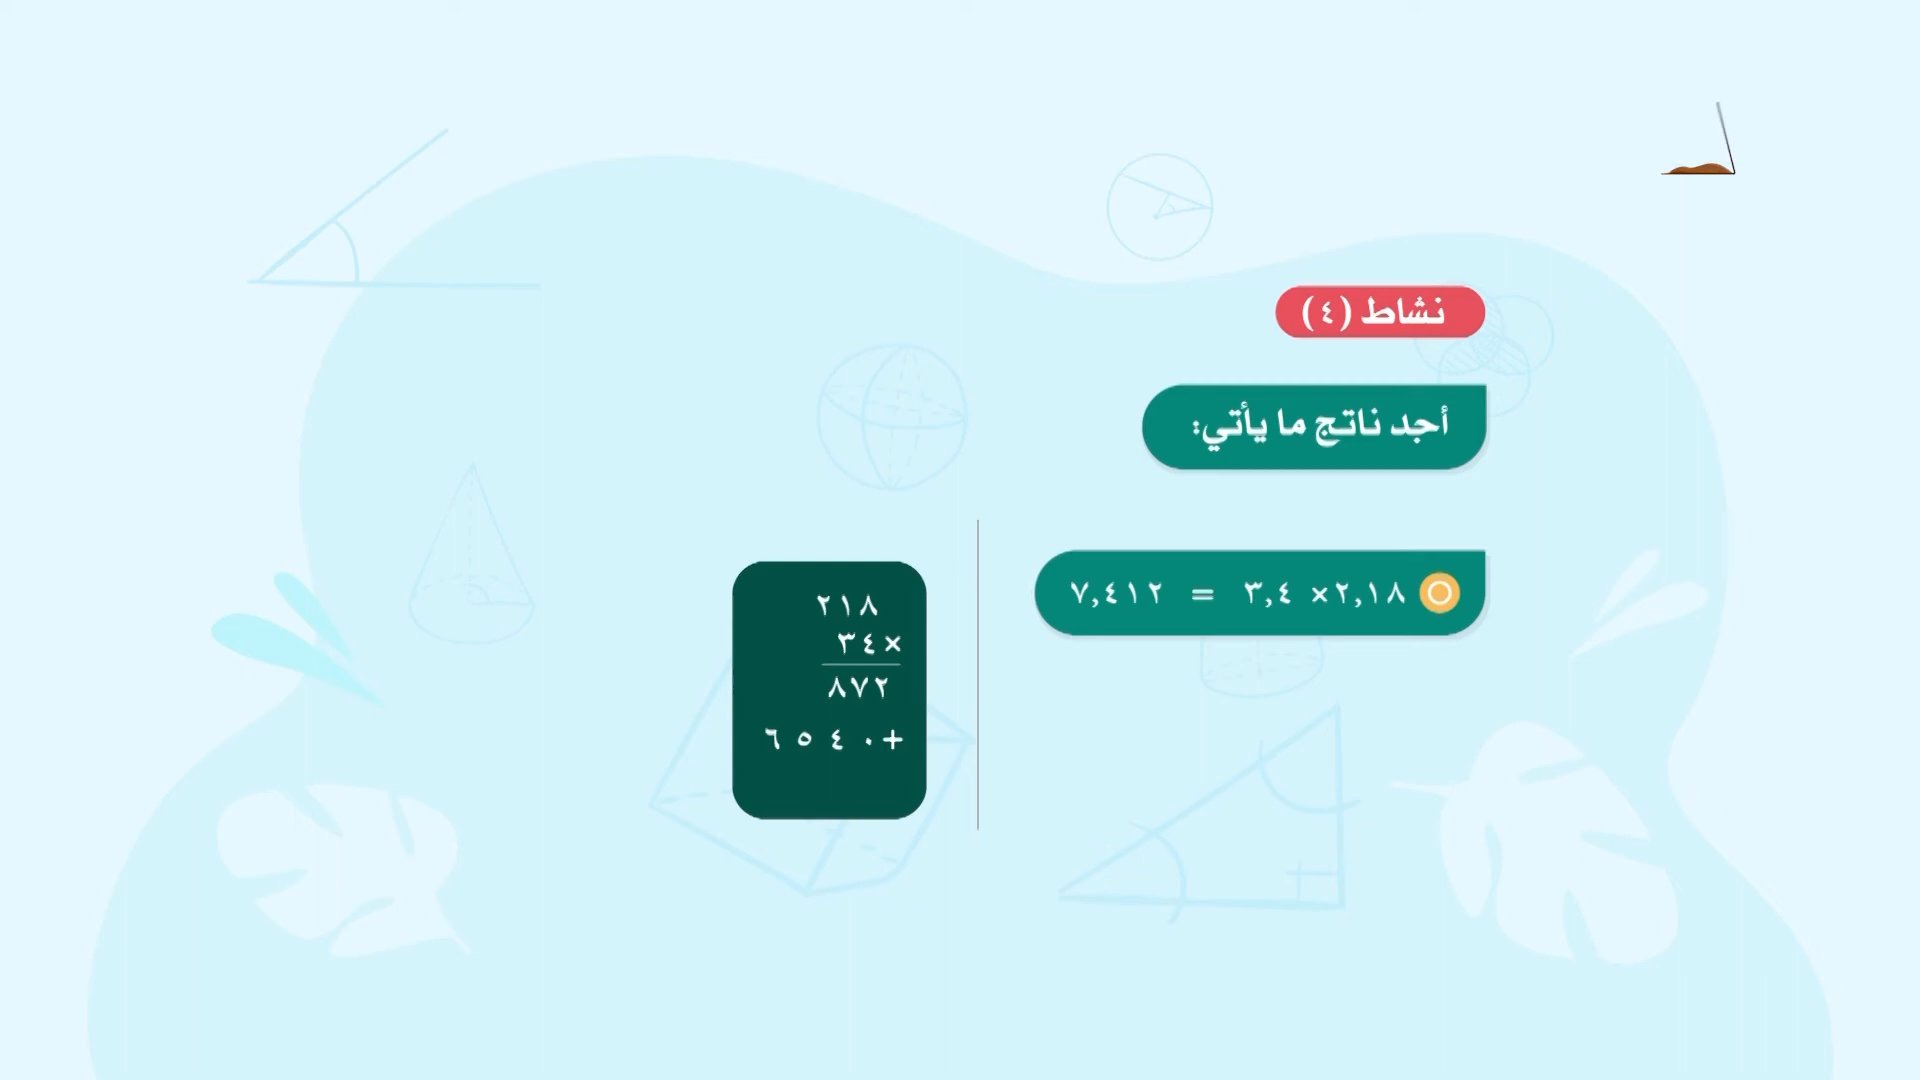 نشاط (٤)
أجد ناتج ما يأتي:
٢,١٨ × ٣,٤ = ٧,٤١٢
٢١٨
٣٤×
٨٧٢
٦٥٤٠+